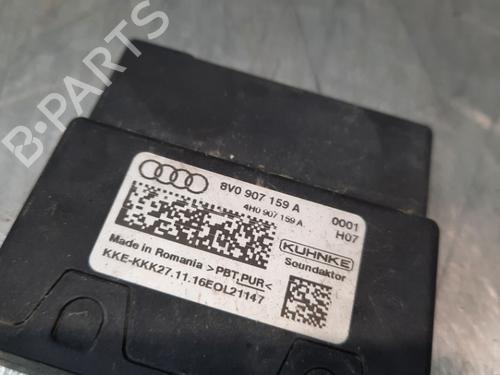 B-PARTS
8V0 907 159 A
4H0 907 159 A
0001
H07
KUHNKE
Soundaktor
Made in Romania >PBT,PUR<
KKE-KKK27.11.16EOL21147